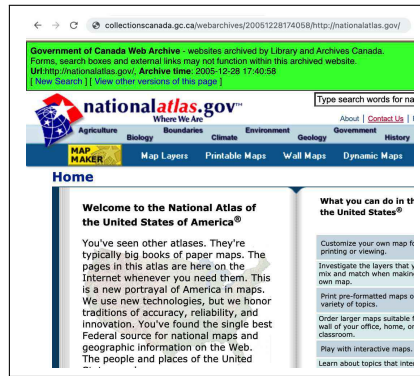 collectionscanada.gc.ca/webarchives/20051228174058/http://nationalatlas.gov/
Government of Canada Web Archive - websites archived by Library and Archives Canada.
Forms, search boxes and external links may not function within this archived website.
Url:http://nationalatlas.gov/, Archive time: 2005-12-28 17:40:58
[ New Search ] [ View other versions of this page ]
nationalatlas.gov™
Where We Are
Type search words for na
About | Contact Us |
Agriculture Biology Boundaries Climate Environment Geology Government History
MAP MAKER Map Layers Printable Maps Wall Maps Dynamic Maps
Home
Welcome to the National Atlas of
the United States of America®
You've seen other atlases. They're
typically big books of paper maps. The
pages in this atlas are here on the
Internet whenever you need them. This
is a new portrayal of America in maps.
We use new technologies, but we honor
traditions of accuracy, reliability, and
innovation. You've found the single best
Federal source for national maps and
geographic information on the Web.
The people and places of the United
What you can do in th
the United States®
Customize your own map fo
printing or viewing.
Investigate the layers that y
mix and match when making
own map.
Print pre-formatted maps o
variety of topics.
Order larger maps suitable f
wall of your office, home, or
classroom.
Play with interactive maps.
Learn about topics that inte